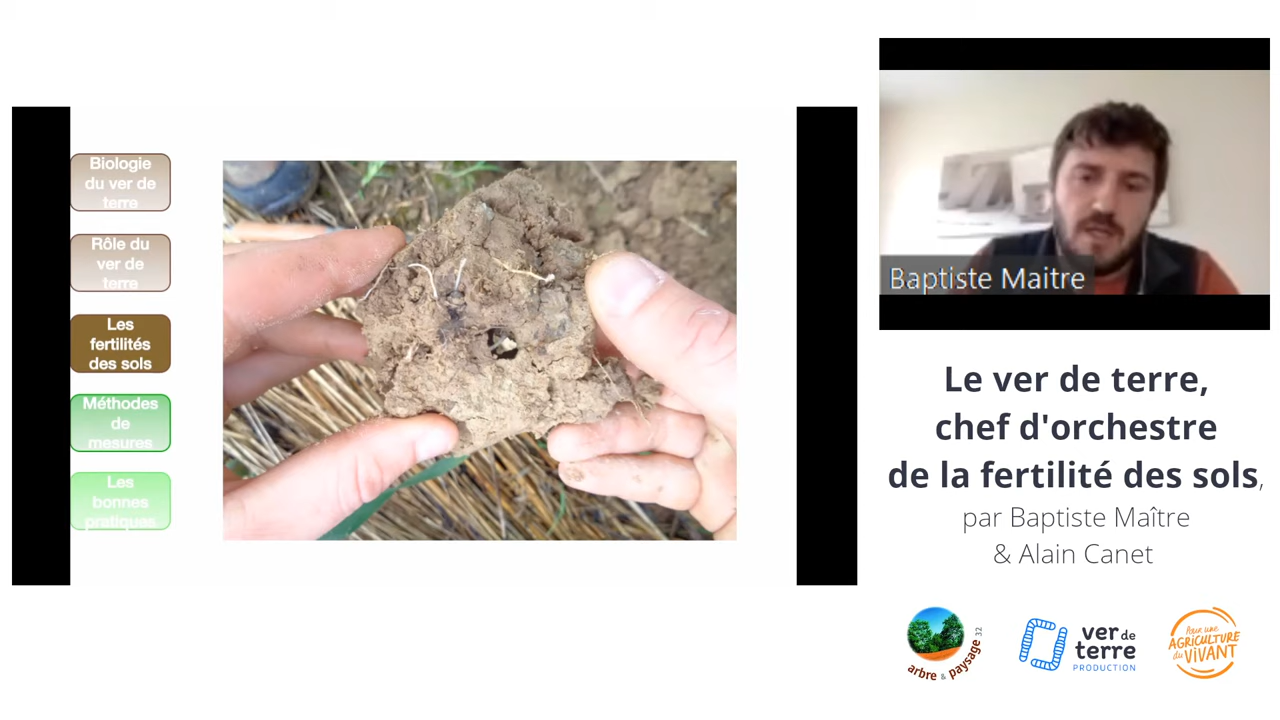 Biologie
du ver de
terre
Rôle du
ver de
terre
Les
fertilités
des sols
Méthodes
de
mesures
Les
bonnes
pratiques
Baptiste Maitre
Le ver de terre,
chef d'orchestre
de la fertilité des sols,
par Baptiste Maître
& Alain Canet
arbre & paysage 32
ver de
terre
PRODUCTION
Pour une
AGRICULTURE
du VIVANT